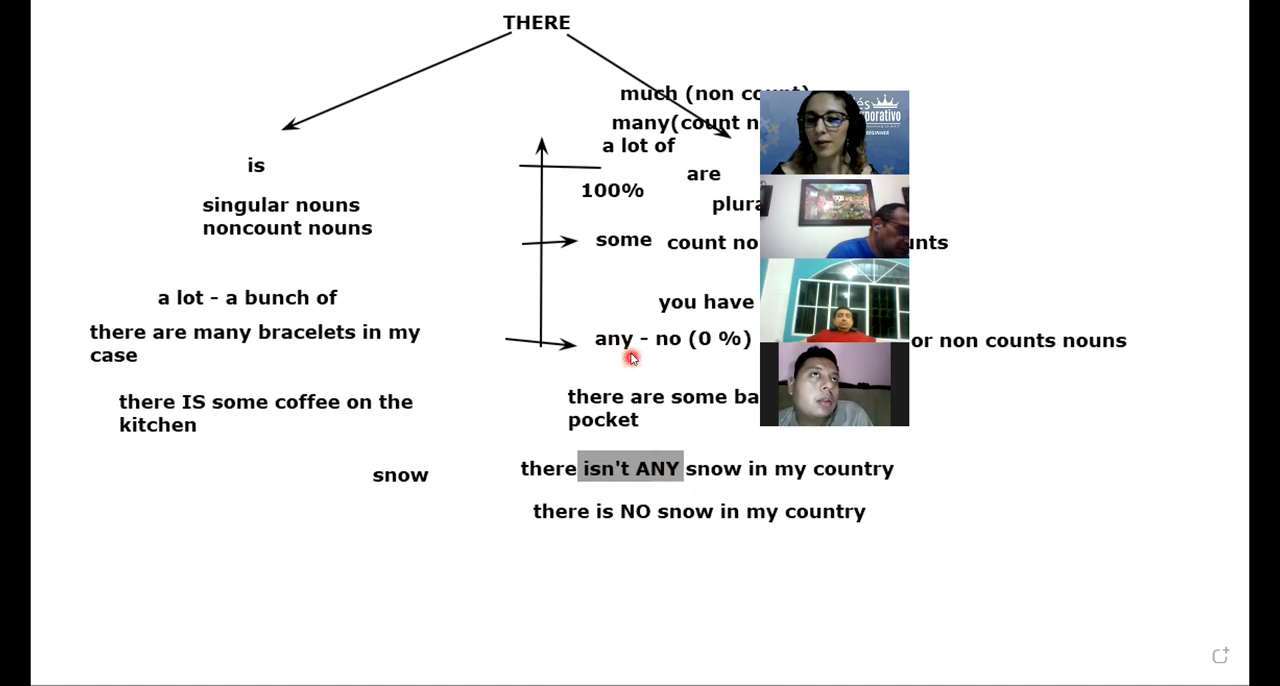 THERE
much (non count)
many(count n
a lot of
is
are
100%
singular nouns
noncount nouns
some
count no
a lot - a bunch of
you have
there are many bracelets in my
case
any - no (0 %)
or non counts nouns
there are some ba
pocket
there IS some coffee on the
kitchen
snow
there isn't ANY snow in my country
there is NO snow in my country
BEGINNER